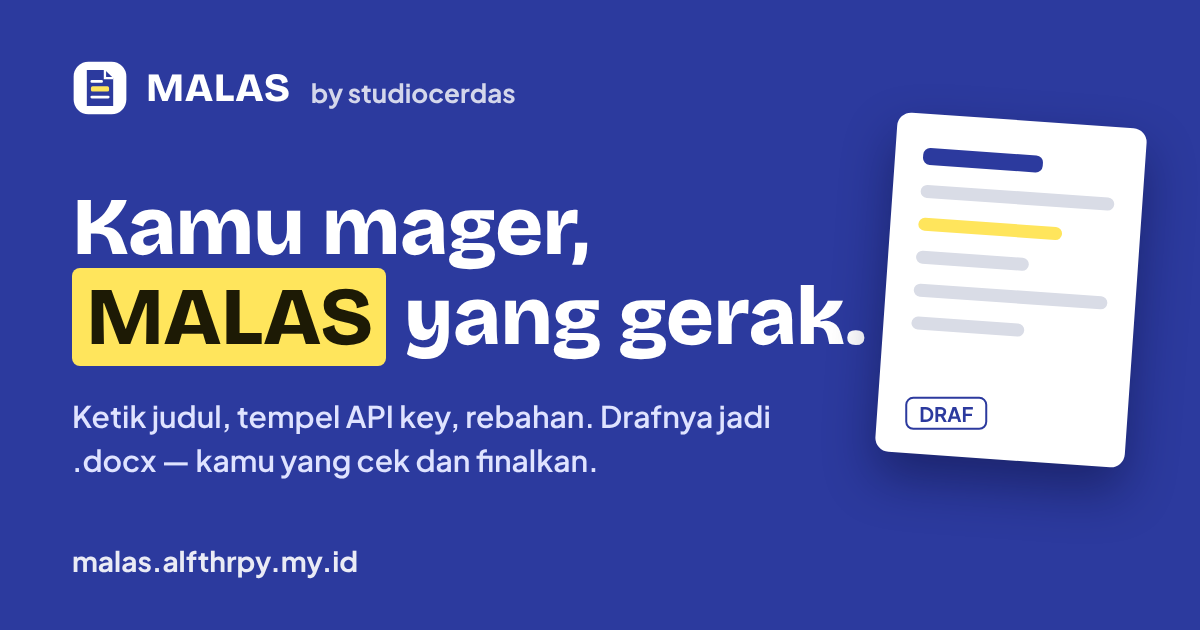 MALAS by studiocerdas
Kamu mager,
MALAS yang gerak.
Ketik judul, tempel API key, rebahan. Drafnya jadi
.docx — kamu yang cek dan finalkan.
DRAF
malas.alfthrpy.my.id